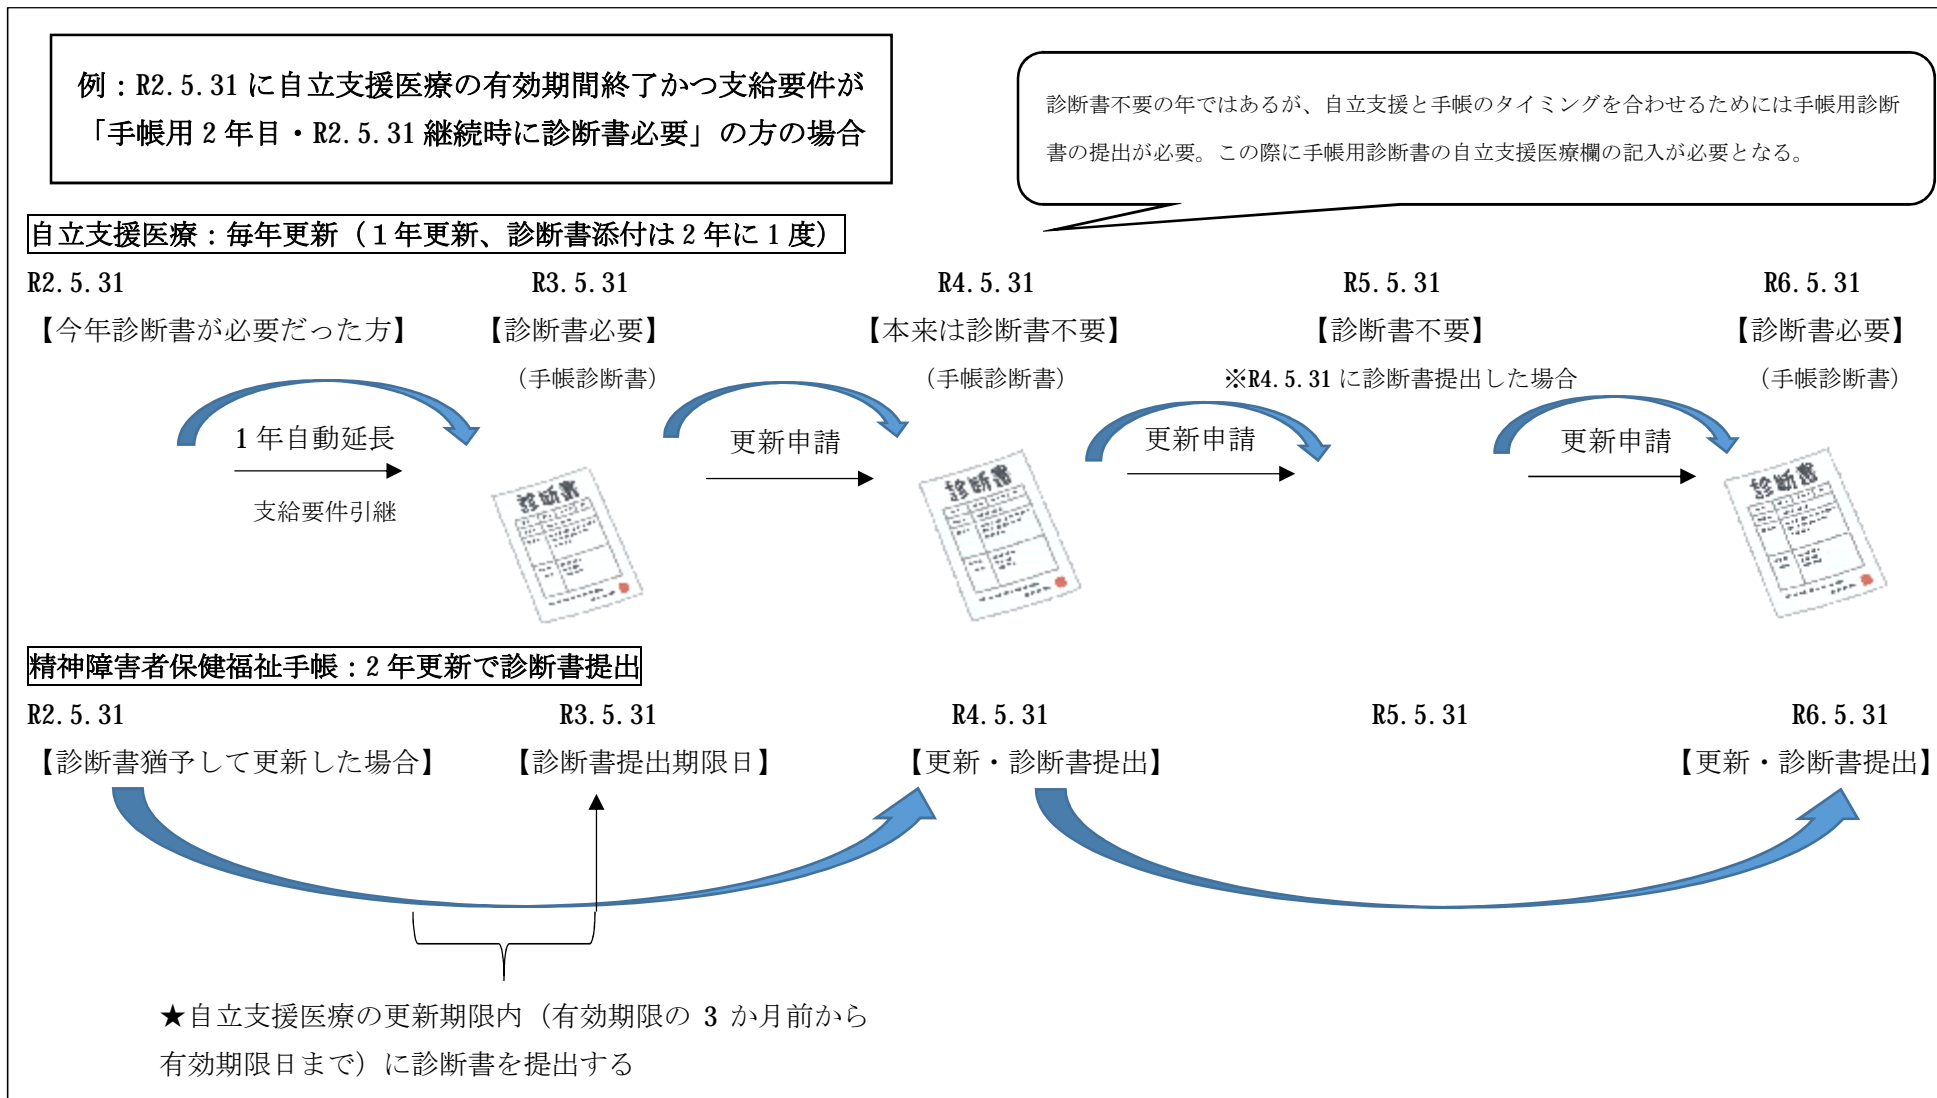 例：R2.5.31に自立支援医療の有効期間終了かつ支給要件が
「手帳用2年目・R2.5.31継続時に診断書必要」の方の場合
診断書不要の年ではあるが、自立支援と手帳のタイミングを合わせるためには手帳用診断
書の提出が必要。この際に手帳用診断書の自立支援医療欄の記入が必要となる。
自立支援医療：毎年更新（１年更新、診断書添付は2年に1度）
R2.5.31 R3.5.31 R4.5.31 R5.5.31 R6.5.31
【今年診断書が必要だった方】 【診断書必要】 【本来は診断書不要】 【診断書不要】 【診断書必要】
（手帳診断書） （手帳診断書） ※R4.5.31に診断書提出した場合 （手帳診断書）
1年自動延長 更新申請 更新申請 更新申請
支給要件引継
診断書 診断書 診断書
精神障害者保健福祉手帳：2年更新で診断書提出
R2.5.31 R3.5.31 R4.5.31 R5.5.31 R6.5.31
【診断書猶予して更新した場合】 【診断書提出期限日】 【更新・診断書提出】 【更新・診断書提出】
★自立支援医療の更新期限内（有効期限の 3 か月前から
有効期限日まで）に診断書を提出する